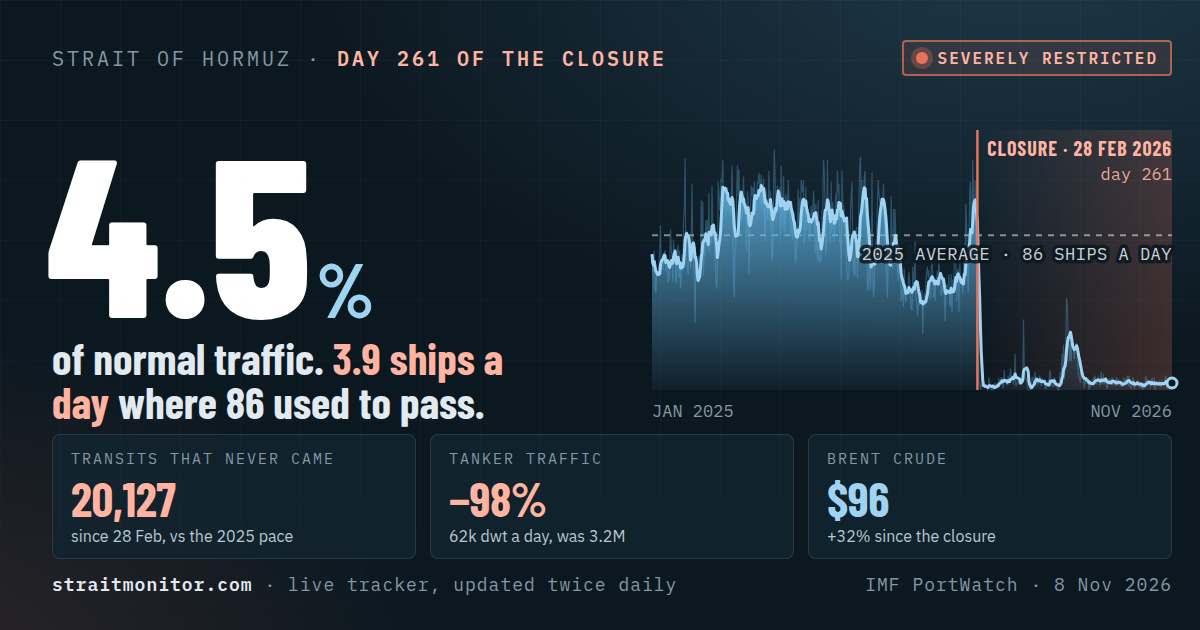 STRAIT OF HORMUZ · DAY 261 OF THE CLOSURE
SEVERELY RESTRICTED
4.5%
of normal traffic. 3.9 ships a
day where 86 used to pass.
CLOSURE · 28 FEB 2026
day 261
2025 AVERAGE · 86 SHIPS A DAY
JAN 2025
NOV 2026
TRANSITS THAT NEVER CAME
20,127
since 28 Feb, vs the 2025 pace
TANKER TRAFFIC
−98%
62k dwt a day, was 3.2M
BRENT CRUDE
$96
+32% since the closure
straitmonitor.com · live tracker, updated twice daily
IMF PortWatch · 8 Nov 2026